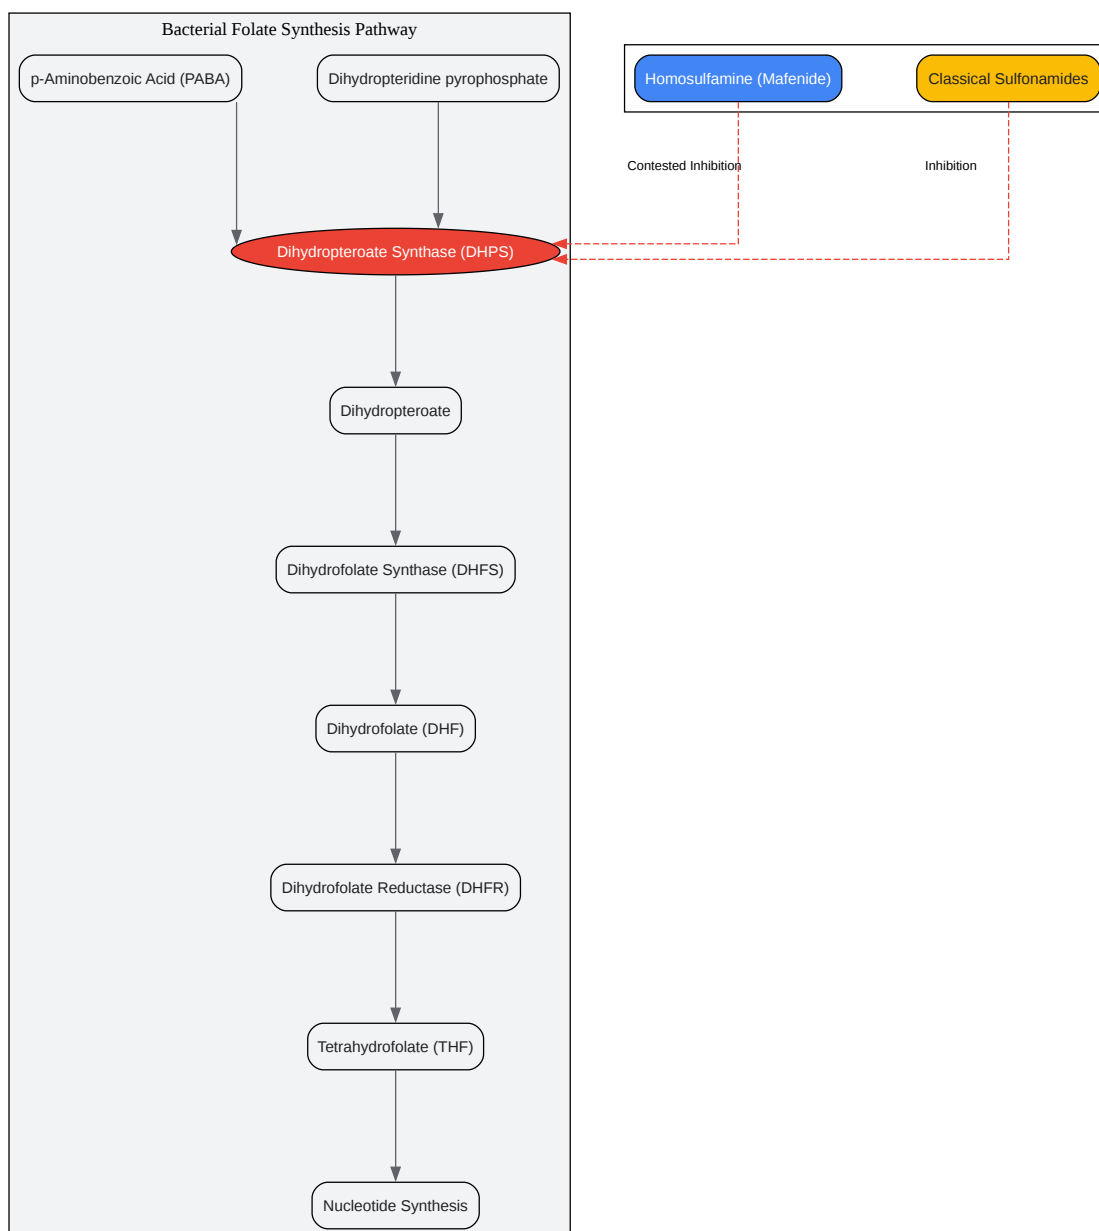 Bacterial Folate Synthesis Pathway
p-Aminobenzoic Acid (PABA)
Dihydropteridine pyrophosphate
Homosulfamine (Mafenide)
Classical Sulfonamides
Contested Inhibition
Inhibition
Dihydropteroate Synthase (DHPS)
Dihydropteroate
Dihydrofolate Synthase (DHFS)
Dihydrofolate (DHF)
Dihydrofolate Reductase (DHFR)
Tetrahydrofolate (THF)
Nucleotide Synthesis